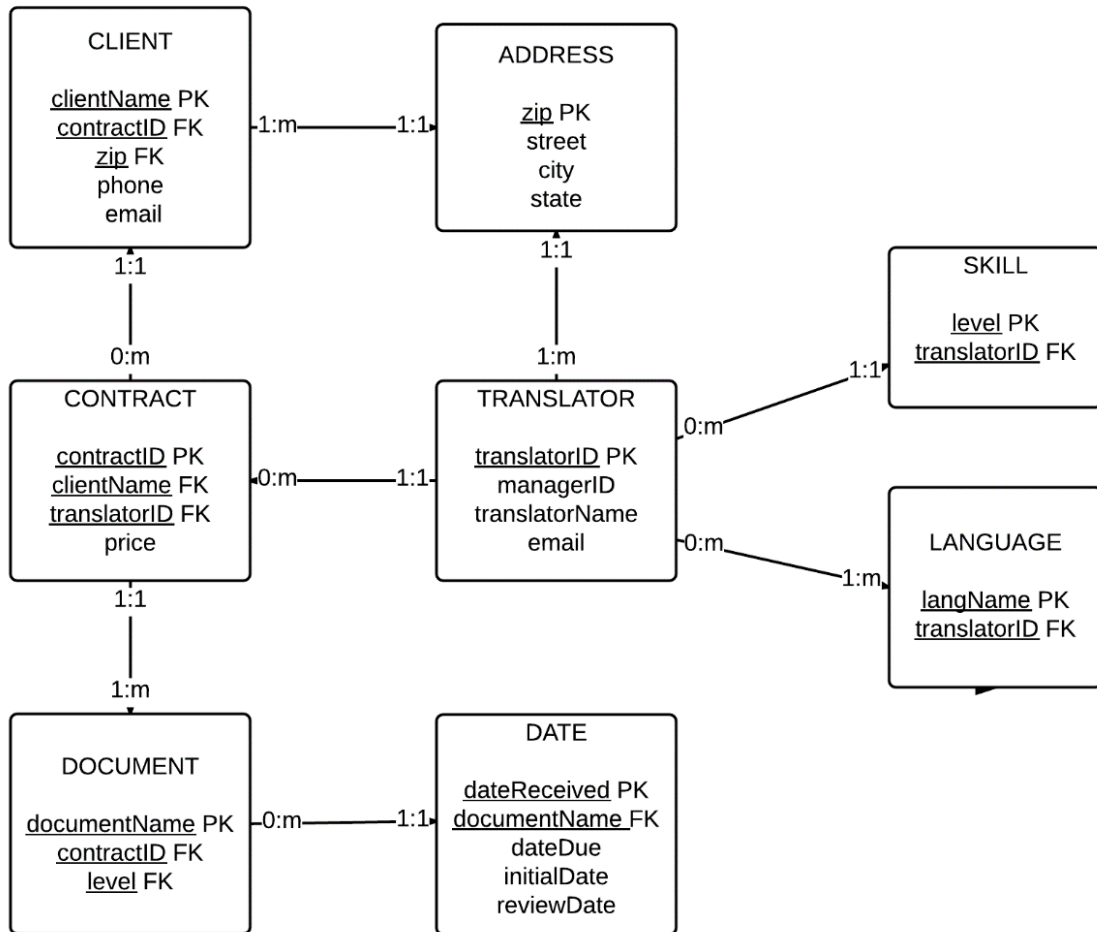 CLIENT
clientName PK
contractID FK
zip FK
phone
email
1:m
1:1
ADDRESS
zip PK
street
city
state
1:1
0:m
1:1
1:m
SKILL
level PK
translatorID FK
CONTRACT
contractID PK
clientName FK
translatorID FK
price
0:m
1:1
TRANSLATOR
translatorID PK
managerID
translatorName
email
0:m
1:1
0:m
1:m
LANGUAGE
langName PK
translatorID FK
1:1
1:m
DOCUMENT
documentName PK
contractID FK
level FK
0:m
1:1
DATE
dateReceived PK
documentName FK
dateDue
initialDate
reviewDate